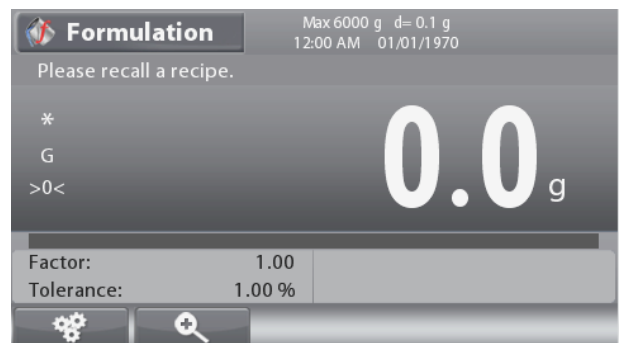 Formulation
Max 6000 g d= 0.1 g
12:00 AM 01/01/1970
Please recall a recipe.
*
G
>0<
0.0 g
Factor: 1.00
Tolerance: 1.00 %